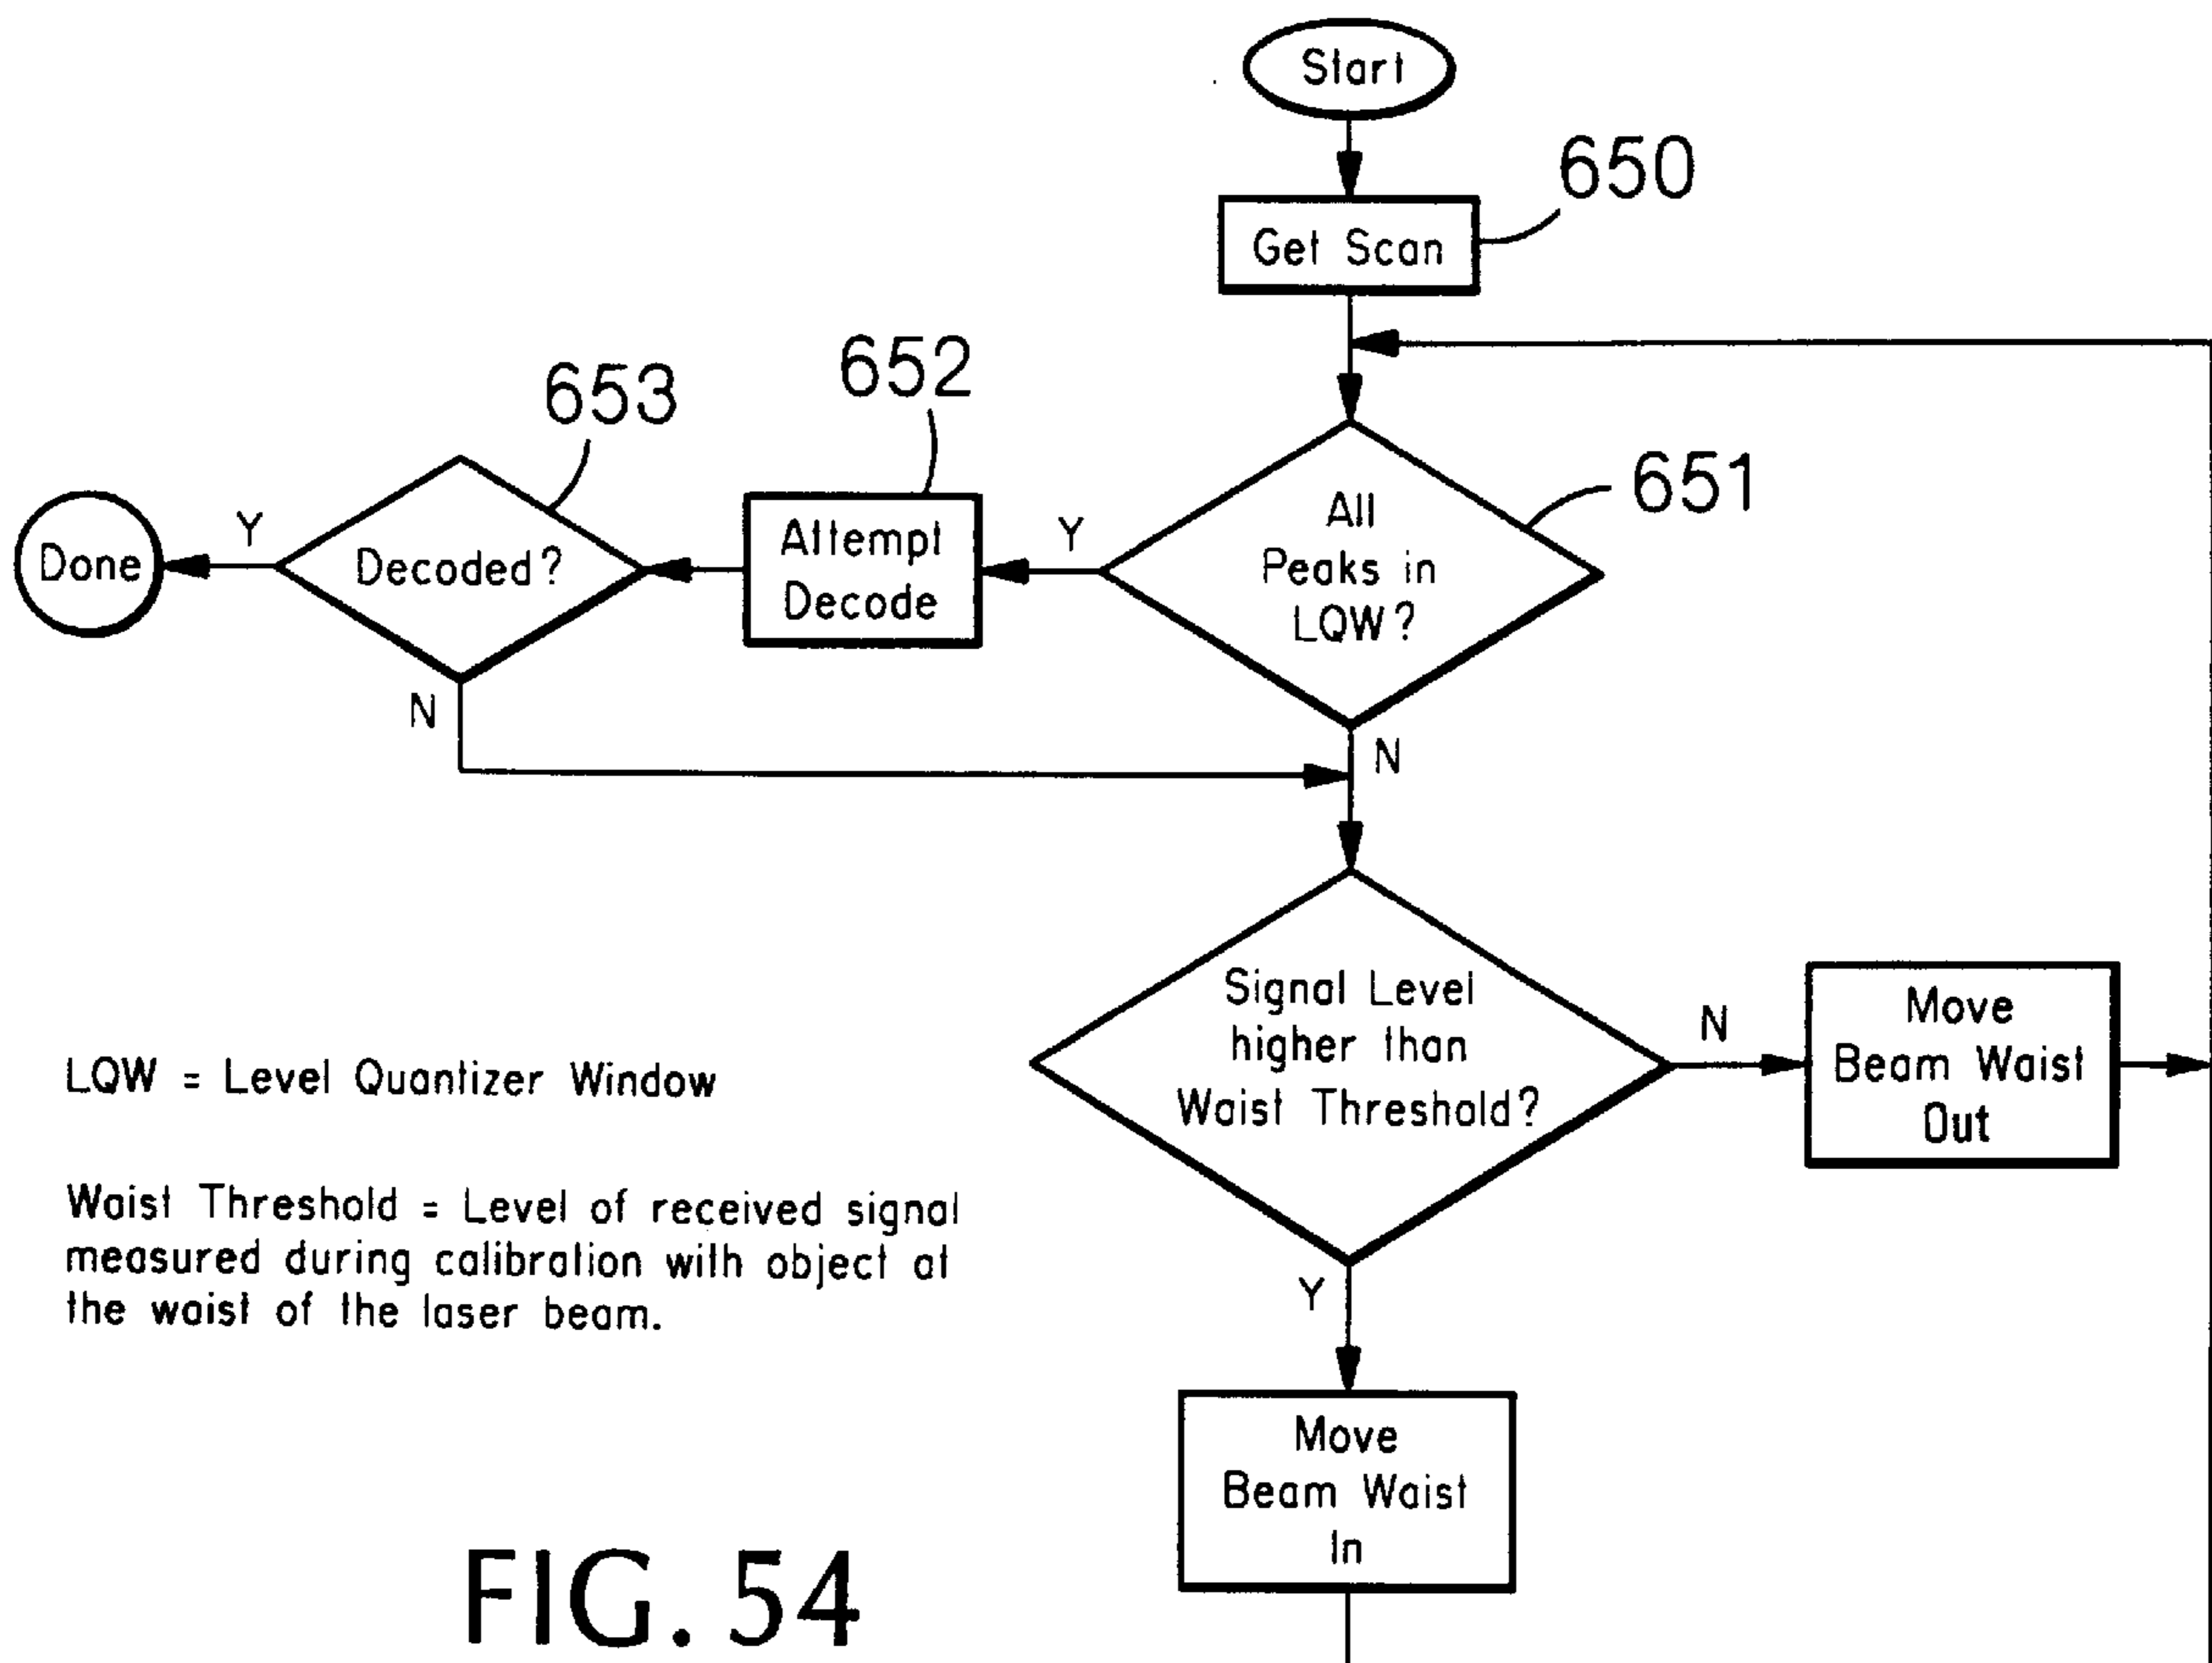 Start
650
Get Scan
653
652
651
Done
Y
Decoded?
Attempt
Decode
Y
All
Peaks in
LQW?
N
N
Signal Level
higher than
Waist Threshold?
N
Move
Beam Waist
Out
LQW = Level Quantizer Window
Waist Threshold = Level of received signal
measured during calibration with object at
the waist of the laser beam.
Y
Move
Beam Waist
In
FIG. 54